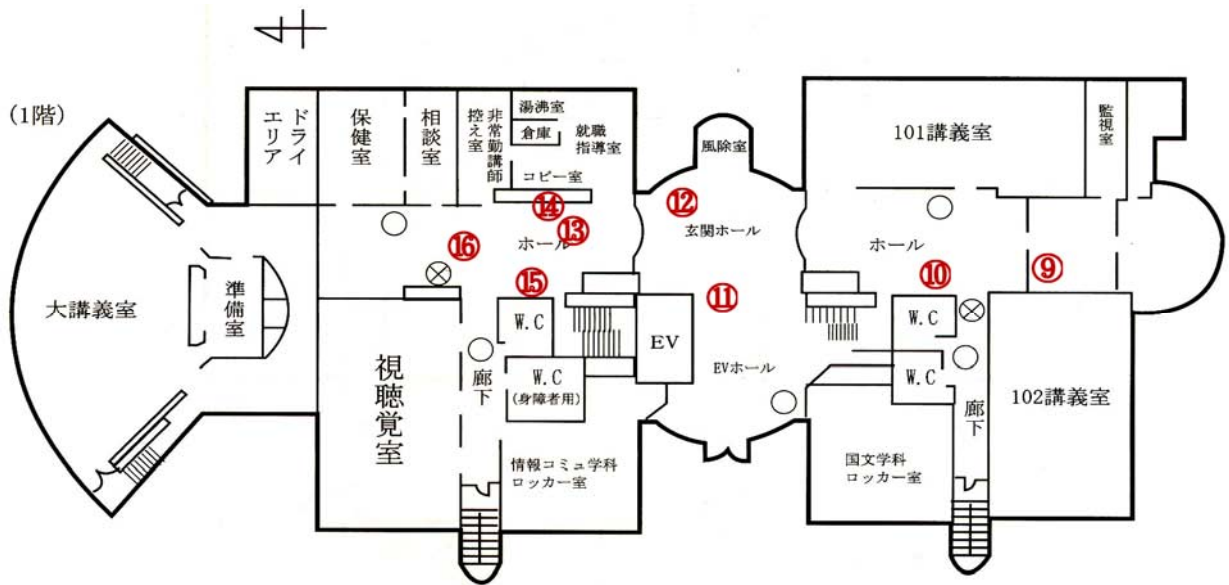 (1階)
ドライ
エリア
保健室
相談室
非常勤講師
控え室
湯沸室
倉庫
就職
指導室
コピー室
風除室
101講義室
監視室
⑭
⑬
⑫
玄関ホール
⑯
ホール
ホール
⑨
⑩
⑮
⑪
大講義室
準備室
W.C
W.C
EV
EVホール
視聴覚室
廊下
W.C
(身障者用)
W.C
廊下
102講義室
情報コミュ学科
ロッカー室
国文学科
ロッカー室